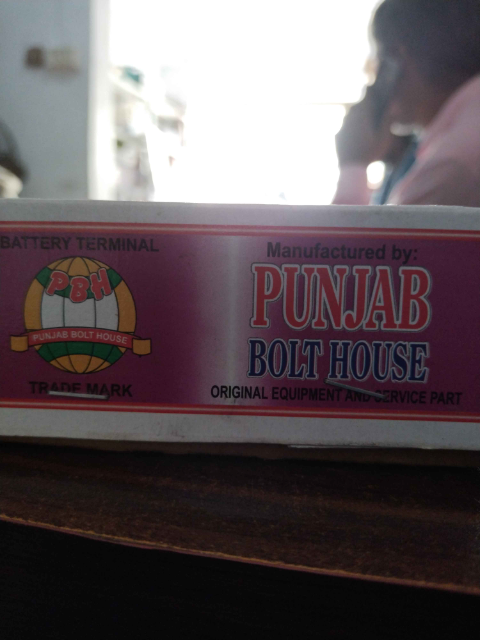 BATTERY TERMINAL
PBH
PUNJAB BOLT HOUSE
TRADE MARK
Manufactured by:
PUNJAB
BOLT HOUSE
ORIGINAL EQUIPMENT AND SERVICE PART